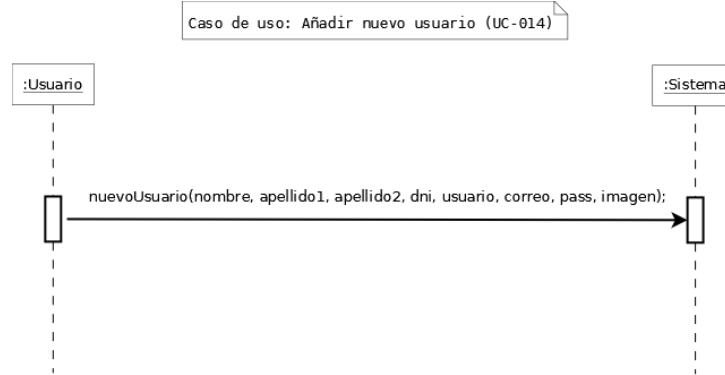 Caso de uso: Añadir nuevo usuario (UC-014)
:Usuario
:Sistema
nuevoUsuario(nombre, apellido1, apellido2, dni, usuario, correo, pass, imagen);